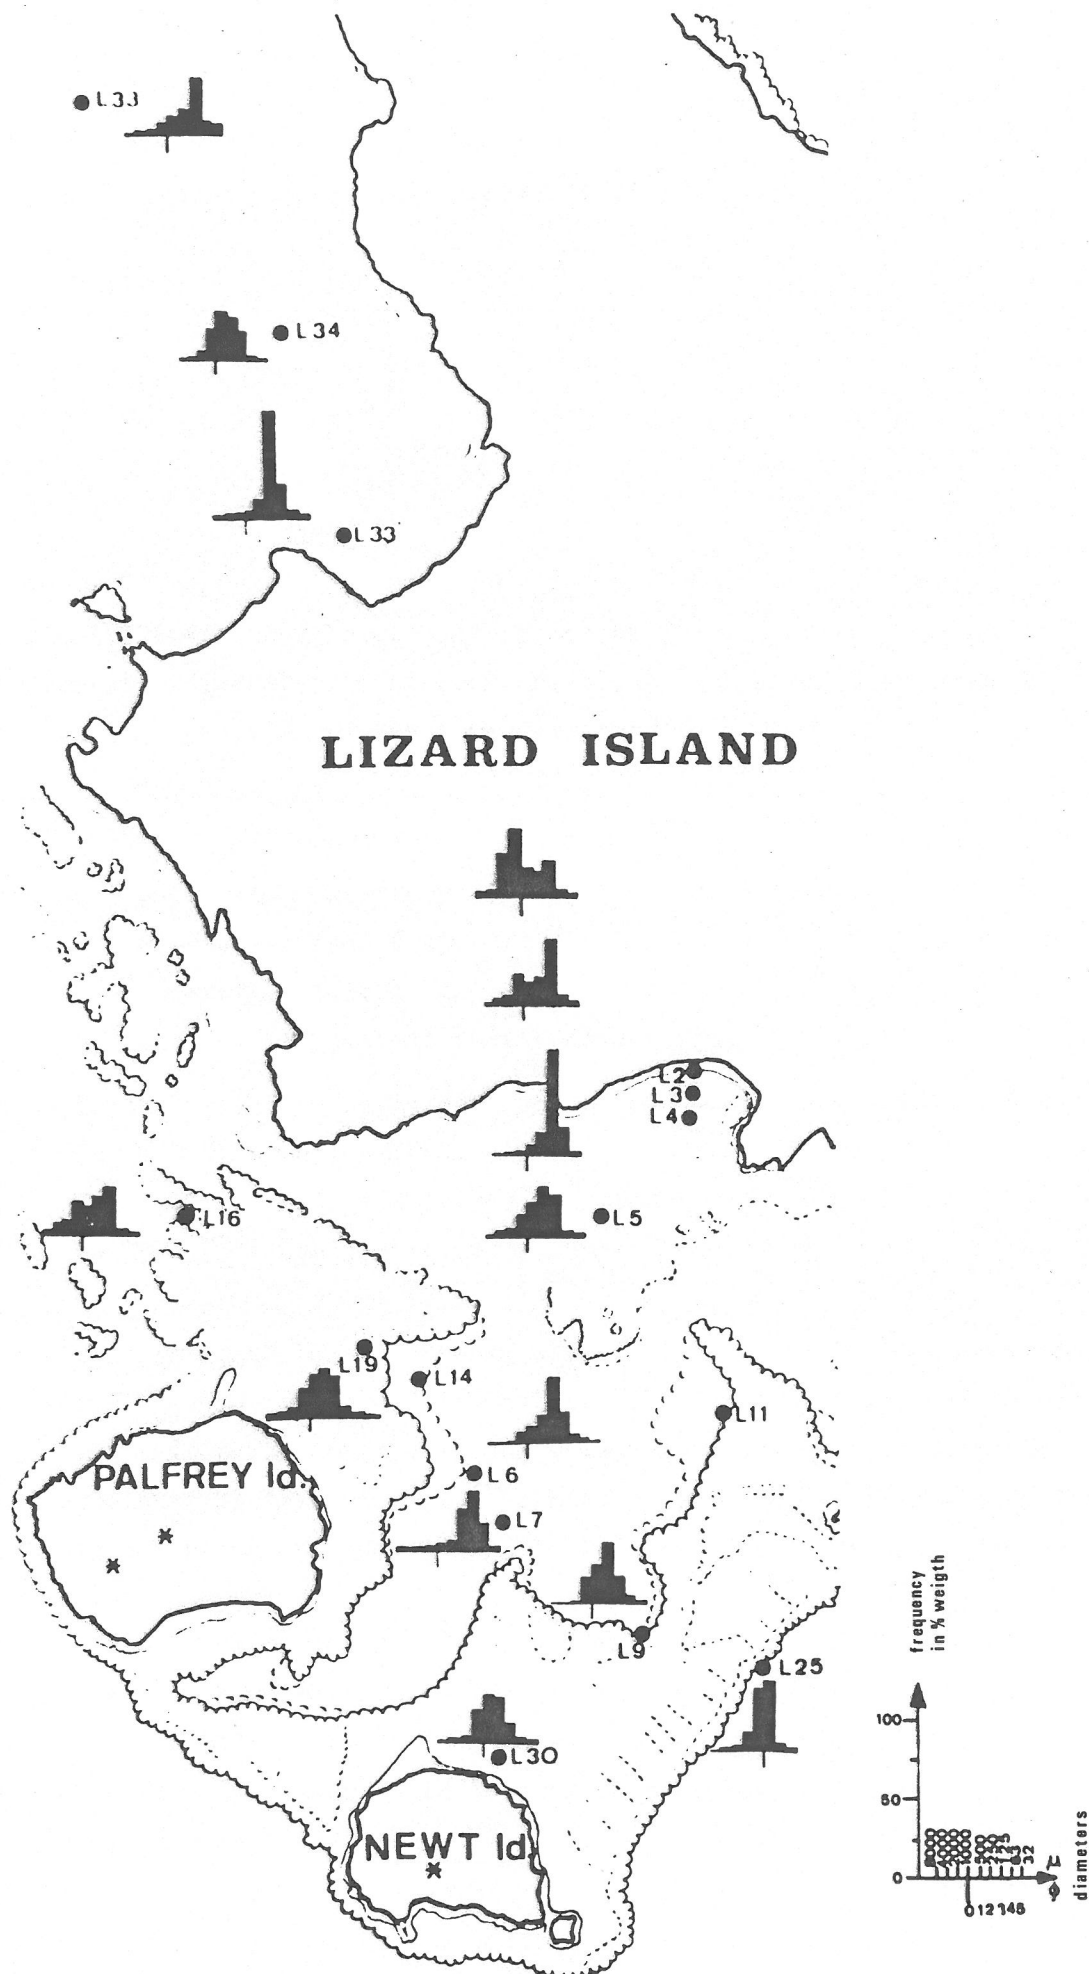 L33
L34
L33
LIZARD ISLAND
L2
L3
L4
L16
L5
L19
L14
L11
PALFREY Id.
L6
L7
L9
L25
L30
NEWT Id.
frequency
in % weigth
100
50
0
32
μ
ϕ
diameters